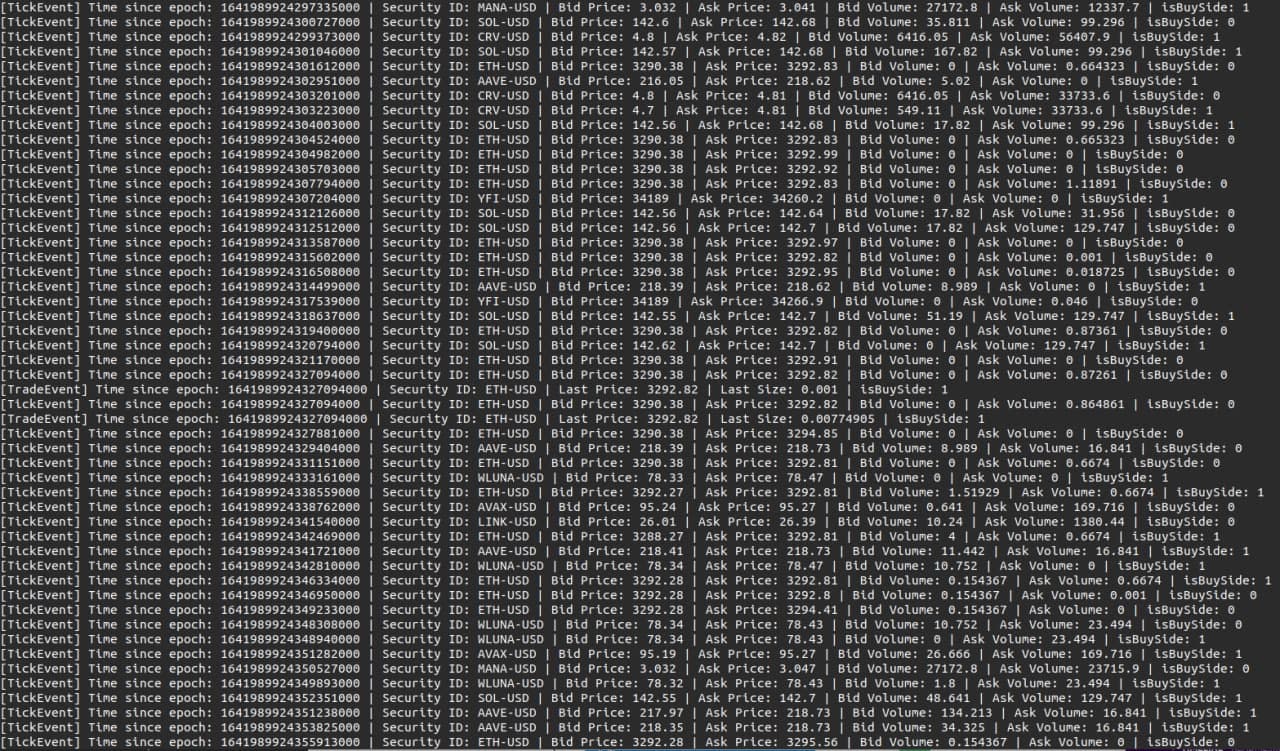 [TickEvent] Time since epoch: 1641989924297335000 | Security ID: MANA-USD | Bid Price: 3.032 | Ask Price: 3.041 | Bid Volume: 27172.8 | Ask Volume: 12337.7 | isBuySide: 1
[TickEvent] Time since epoch: 1641989924300727000 | Security ID: SOL-USD | Bid Price: 142.6 | Ask Price: 142.68 | Bid Volume: 35.811 | Ask Volume: 99.296 | isBuySide: 0
[TickEvent] Time since epoch: 1641989924299373000 | Security ID: CRV-USD | Bid Price: 4.8 | Ask Price: 4.82 | Bid Volume: 6416.05 | Ask Volume: 56407.9 | isBuySide: 1
[TickEvent] Time since epoch: 1641989924301046000 | Security ID: SOL-USD | Bid Price: 142.57 | Ask Price: 142.68 | Bid Volume: 167.82 | Ask Volume: 99.296 | isBuySide: 1
[TickEvent] Time since epoch: 1641989924301612000 | Security ID: ETH-USD | Bid Price: 3290.38 | Ask Price: 3292.83 | Bid Volume: 0 | Ask Volume: 0.664323 | isBuySide: 0
[TickEvent] Time since epoch: 1641989924302951000 | Security ID: AAVE-USD | Bid Price: 216.05 | Ask Price: 218.62 | Bid Volume: 5.02 | Ask Volume: 0 | isBuySide: 1
[TickEvent] Time since epoch: 1641989924303201000 | Security ID: CRV-USD | Bid Price: 4.8 | Ask Price: 4.81 | Bid Volume: 6416.05 | Ask Volume: 33733.6 | isBuySide: 0
[TickEvent] Time since epoch: 1641989924303223000 | Security ID: CRV-USD | Bid Price: 4.7 | Ask Price: 4.81 | Bid Volume: 549.11 | Ask Volume: 33733.6 | isBuySide: 1
[TickEvent] Time since epoch: 1641989924304003000 | Security ID: SOL-USD | Bid Price: 142.56 | Ask Price: 142.68 | Bid Volume: 17.82 | Ask Volume: 99.296 | isBuySide: 1
[TickEvent] Time since epoch: 1641989924304524000 | Security ID: ETH-USD | Bid Price: 3290.38 | Ask Price: 3292.83 | Bid Volume: 0 | Ask Volume: 0.665323 | isBuySide: 0
[TickEvent] Time since epoch: 1641989924304982000 | Security ID: ETH-USD | Bid Price: 3290.38 | Ask Price: 3292.99 | Bid Volume: 0 | Ask Volume: 0 | isBuySide: 0
[TickEvent] Time since epoch: 1641989924305703000 | Security ID: ETH-USD | Bid Price: 3290.38 | Ask Price: 3292.92 | Bid Volume: 0 | Ask Volume: 0 | isBuySide: 0
[TickEvent] Time since epoch: 1641989924307794000 | Security ID: ETH-USD | Bid Price: 3290.38 | Ask Price: 3292.83 | Bid Volume: 0 | Ask Volume: 1.11891 | isBuySide: 0
[TickEvent] Time since epoch: 1641989924307204000 | Security ID: YFI-USD | Bid Price: 34189 | Ask Price: 34260.2 | Bid Volume: 0 | Ask Volume: 0 | isBuySide: 1
[TickEvent] Time since epoch: 1641989924312126000 | Security ID: SOL-USD | Bid Price: 142.56 | Ask Price: 142.64 | Bid Volume: 17.82 | Ask Volume: 31.956 | isBuySide: 0
[TickEvent] Time since epoch: 1641989924312512000 | Security ID: SOL-USD | Bid Price: 142.56 | Ask Price: 142.7 | Bid Volume: 17.82 | Ask Volume: 129.747 | isBuySide: 0
[TickEvent] Time since epoch: 1641989924313587000 | Security ID: ETH-USD | Bid Price: 3290.38 | Ask Price: 3292.97 | Bid Volume: 0 | Ask Volume: 0 | isBuySide: 0
[TickEvent] Time since epoch: 1641989924315602000 | Security ID: ETH-USD | Bid Price: 3290.38 | Ask Price: 3292.82 | Bid Volume: 0 | Ask Volume: 0.001 | isBuySide: 0
[TickEvent] Time since epoch: 1641989924316508000 | Security ID: ETH-USD | Bid Price: 3290.38 | Ask Price: 3292.95 | Bid Volume: 0 | Ask Volume: 0.018725 | isBuySide: 0
[TickEvent] Time since epoch: 1641989924314499000 | Security ID: AAVE-USD | Bid Price: 218.39 | Ask Price: 218.62 | Bid Volume: 8.989 | Ask Volume: 0 | isBuySide: 1
[TickEvent] Time since epoch: 1641989924317539000 | Security ID: YFI-USD | Bid Price: 34189 | Ask Price: 34266.9 | Bid Volume: 0 | Ask Volume: 0.046 | isBuySide: 0
[TickEvent] Time since epoch: 1641989924318637000 | Security ID: SOL-USD | Bid Price: 142.55 | Ask Price: 142.7 | Bid Volume: 51.19 | Ask Volume: 129.747 | isBuySide: 1
[TickEvent] Time since epoch: 1641989924319400000 | Security ID: ETH-USD | Bid Price: 3290.38 | Ask Price: 3292.82 | Bid Volume: 0 | Ask Volume: 0.87361 | isBuySide: 0
[TickEvent] Time since epoch: 1641989924320794000 | Security ID: SOL-USD | Bid Price: 142.62 | Ask Price: 142.7 | Bid Volume: 0 | Ask Volume: 129.747 | isBuySide: 1
[TickEvent] Time since epoch: 1641989924321170000 | Security ID: ETH-USD | Bid Price: 3290.38 | Ask Price: 3292.91 | Bid Volume: 0 | Ask Volume: 0 | isBuySide: 0
[TickEvent] Time since epoch: 1641989924327094000 | Security ID: ETH-USD | Bid Price: 3290.38 | Ask Price: 3292.82 | Bid Volume: 0 | Ask Volume: 0.87261 | isBuySide: 0
[TradeEvent] Time since epoch: 1641989924327094000 | Security ID: ETH-USD | Last Price: 3292.82 | Last Size: 0.001 | isBuySide: 1
[TickEvent] Time since epoch: 1641989924327094000 | Security ID: ETH-USD | Bid Price: 3290.38 | Ask Price: 3292.82 | Bid Volume: 0 | Ask Volume: 0.864861 | isBuySide: 0
[TradeEvent] Time since epoch: 1641989924327094000 | Security ID: ETH-USD | Last Price: 3292.82 | Last Size: 0.00774905 | isBuySide: 1
[TickEvent] Time since epoch: 1641989924327881000 | Security ID: ETH-USD | Bid Price: 3290.38 | Ask Price: 3294.85 | Bid Volume: 0 | Ask Volume: 0 | isBuySide: 0
[TickEvent] Time since epoch: 1641989924329404000 | Security ID: AAVE-USD | Bid Price: 218.39 | Ask Price: 218.73 | Bid Volume: 8.989 | Ask Volume: 16.841 | isBuySide: 0
[TickEvent] Time since epoch: 1641989924331151000 | Security ID: ETH-USD | Bid Price: 3290.38 | Ask Price: 3292.81 | Bid Volume: 0 | Ask Volume: 0.6674 | isBuySide: 0
[TickEvent] Time since epoch: 1641989924333161000 | Security ID: WLUNA-USD | Bid Price: 78.33 | Ask Price: 78.47 | Bid Volume: 0 | Ask Volume: 0 | isBuySide: 1
[TickEvent] Time since epoch: 1641989924338559000 | Security ID: ETH-USD | Bid Price: 3292.27 | Ask Price: 3292.81 | Bid Volume: 1.51929 | Ask Volume: 0.6674 | isBuySide: 1
[TickEvent] Time since epoch: 1641989924338762000 | Security ID: AVAX-USD | Bid Price: 95.24 | Ask Price: 95.27 | Bid Volume: 0.641 | Ask Volume: 169.716 | isBuySide: 1
[TickEvent] Time since epoch: 1641989924341540000 | Security ID: LINK-USD | Bid Price: 26.01 | Ask Price: 26.39 | Bid Volume: 10.24 | Ask Volume: 1380.44 | isBuySide: 0
[TickEvent] Time since epoch: 1641989924342469000 | Security ID: ETH-USD | Bid Price: 3288.27 | Ask Price: 3292.81 | Bid Volume: 4 | Ask Volume: 0.6674 | isBuySide: 1
[TickEvent] Time since epoch: 1641989924341721000 | Security ID: AAVE-USD | Bid Price: 218.41 | Ask Price: 218.73 | Bid Volume: 11.442 | Ask Volume: 16.841 | isBuySide: 1
[TickEvent] Time since epoch: 1641989924342810000 | Security ID: WLUNA-USD | Bid Price: 78.34 | Ask Price: 78.47 | Bid Volume: 10.752 | Ask Volume: 0 | isBuySide: 1
[TickEvent] Time since epoch: 1641989924346334000 | Security ID: ETH-USD | Bid Price: 3292.28 | Ask Price: 3292.81 | Bid Volume: 0.154367 | Ask Volume: 0.6674 | isBuySide: 1
[TickEvent] Time since epoch: 1641989924346950000 | Security ID: ETH-USD | Bid Price: 3292.28 | Ask Price: 3292.8 | Bid Volume: 0.154367 | Ask Volume: 0.001 | isBuySide: 0
[TickEvent] Time since epoch: 1641989924349233000 | Security ID: ETH-USD | Bid Price: 3292.28 | Ask Price: 3294.41 | Bid Volume: 0.154367 | Ask Volume: 0 | isBuySide: 0
[TickEvent] Time since epoch: 1641989924348308000 | Security ID: WLUNA-USD | Bid Price: 78.34 | Ask Price: 78.43 | Bid Volume: 10.752 | Ask Volume: 23.494 | isBuySide: 0
[TickEvent] Time since epoch: 1641989924348940000 | Security ID: WLUNA-USD | Bid Price: 78.34 | Ask Price: 78.43 | Bid Volume: 0 | Ask Volume: 23.494 | isBuySide: 1
[TickEvent] Time since epoch: 1641989924351282000 | Security ID: AVAX-USD | Bid Price: 95.19 | Ask Price: 95.27 | Bid Volume: 26.666 | Ask Volume: 169.716 | isBuySide: 1
[TickEvent] Time since epoch: 1641989924350527000 | Security ID: MANA-USD | Bid Price: 3.032 | Ask Price: 3.047 | Bid Volume: 27172.8 | Ask Volume: 23715.9 | isBuySide: 0
[TickEvent] Time since epoch: 1641989924349893000 | Security ID: WLUNA-USD | Bid Price: 78.32 | Ask Price: 78.43 | Bid Volume: 1.8 | Ask Volume: 23.494 | isBuySide: 1
[TickEvent] Time since epoch: 1641989924352351000 | Security ID: SOL-USD | Bid Price: 142.55 | Ask Price: 142.7 | Bid Volume: 48.641 | Ask Volume: 129.747 | isBuySide: 1
[TickEvent] Time since epoch: 1641989924351238000 | Security ID: AAVE-USD | Bid Price: 217.97 | Ask Price: 218.73 | Bid Volume: 134.213 | Ask Volume: 16.841 | isBuySide: 1
[TickEvent] Time since epoch: 1641989924353825000 | Security ID: AAVE-USD | Bid Price: 218.35 | Ask Price: 218.73 | Bid Volume: 34.325 | Ask Volume: 16.841 | isBuySide: 1
[TickEvent] Time since epoch: 1641989924355913000 | Security ID: ETH-USD | Bid Price: 3292.28 | Ask Price: 3295.56 | Bid Volume: 0.154367 | Ask Volume: 0 | isBuySide: 0